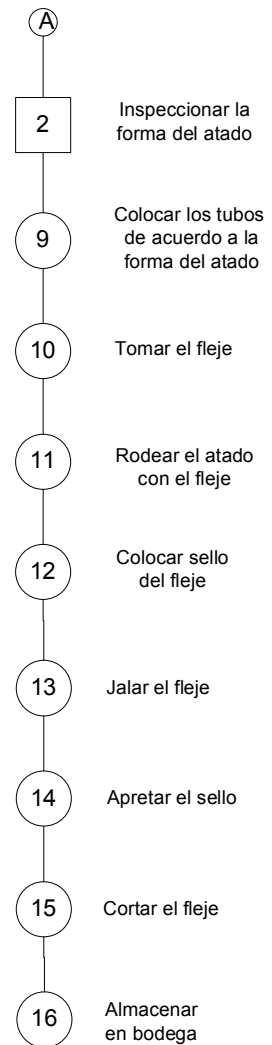 A
2
Inspeccionar la
forma del atado
9
Colocar los tubos
de acuerdo a la
forma del atado
10
Tomar el fleje
11
Rodear el atado
con el fleje
12
Colocar sello
del fleje
13
Jalar el fleje
14
Apretar el sello
15
Cortar el fleje
16
Almacenar
en bodega